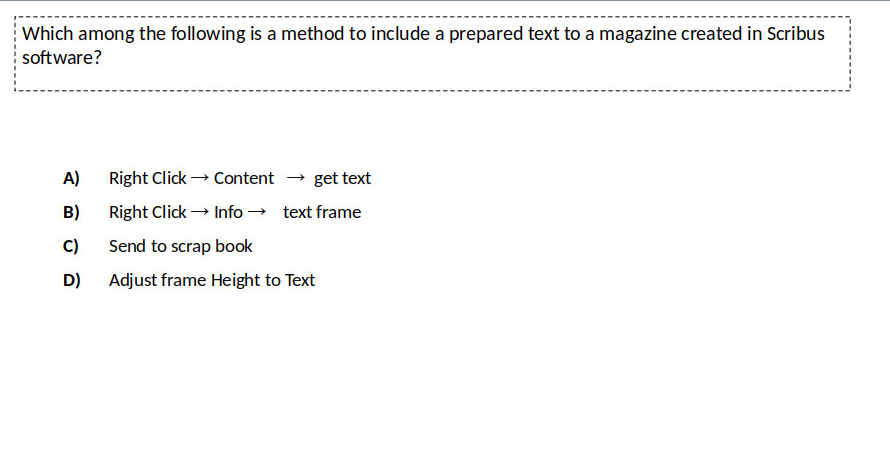 Which among the following is a method to include a prepared text to a magazine created in Scribus
software?
A) Right Click → Content → get text
B) Right Click → Info → text frame
C) Send to scrap book
D) Adjust frame Height to Text